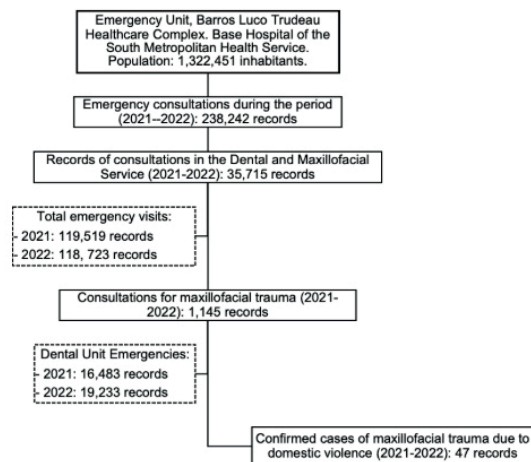 Emergency Unit, Barros Luco Trudeau
Healthcare Complex. Base Hospital of the
South Metropolitan Health Service.
Population: 1,322,451 inhabitants.
Emergency consultations during the period
(2021--2022): 238,242 records
Records of consultations in the Dental and Maxillofacial
Service (2021-2022): 35,715 records
Total emergency visits:
- 2021: 119,519 records
- 2022: 118, 723 records
Consultations for maxillofacial trauma (2021-
2022): 1,145 records
Dental Unit Emergencies:
- 2021: 16,483 records
- 2022: 19,233 records
Confirmed cases of maxillofacial trauma due to
domestic violence (2021-2022): 47 records